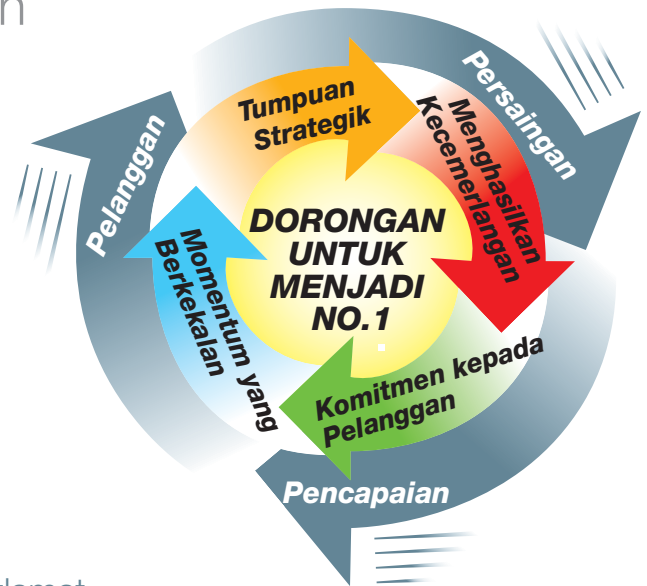 Pelanggan
Persaingan
Tumpuan
Strategik
Menghasilkan
Kecemerlangan
DORONGAN
UNTUK
MENJADI
NO.1
Momentum yang
Berkekalan
Komitmen kepada
Pelanggan
Pencapaian